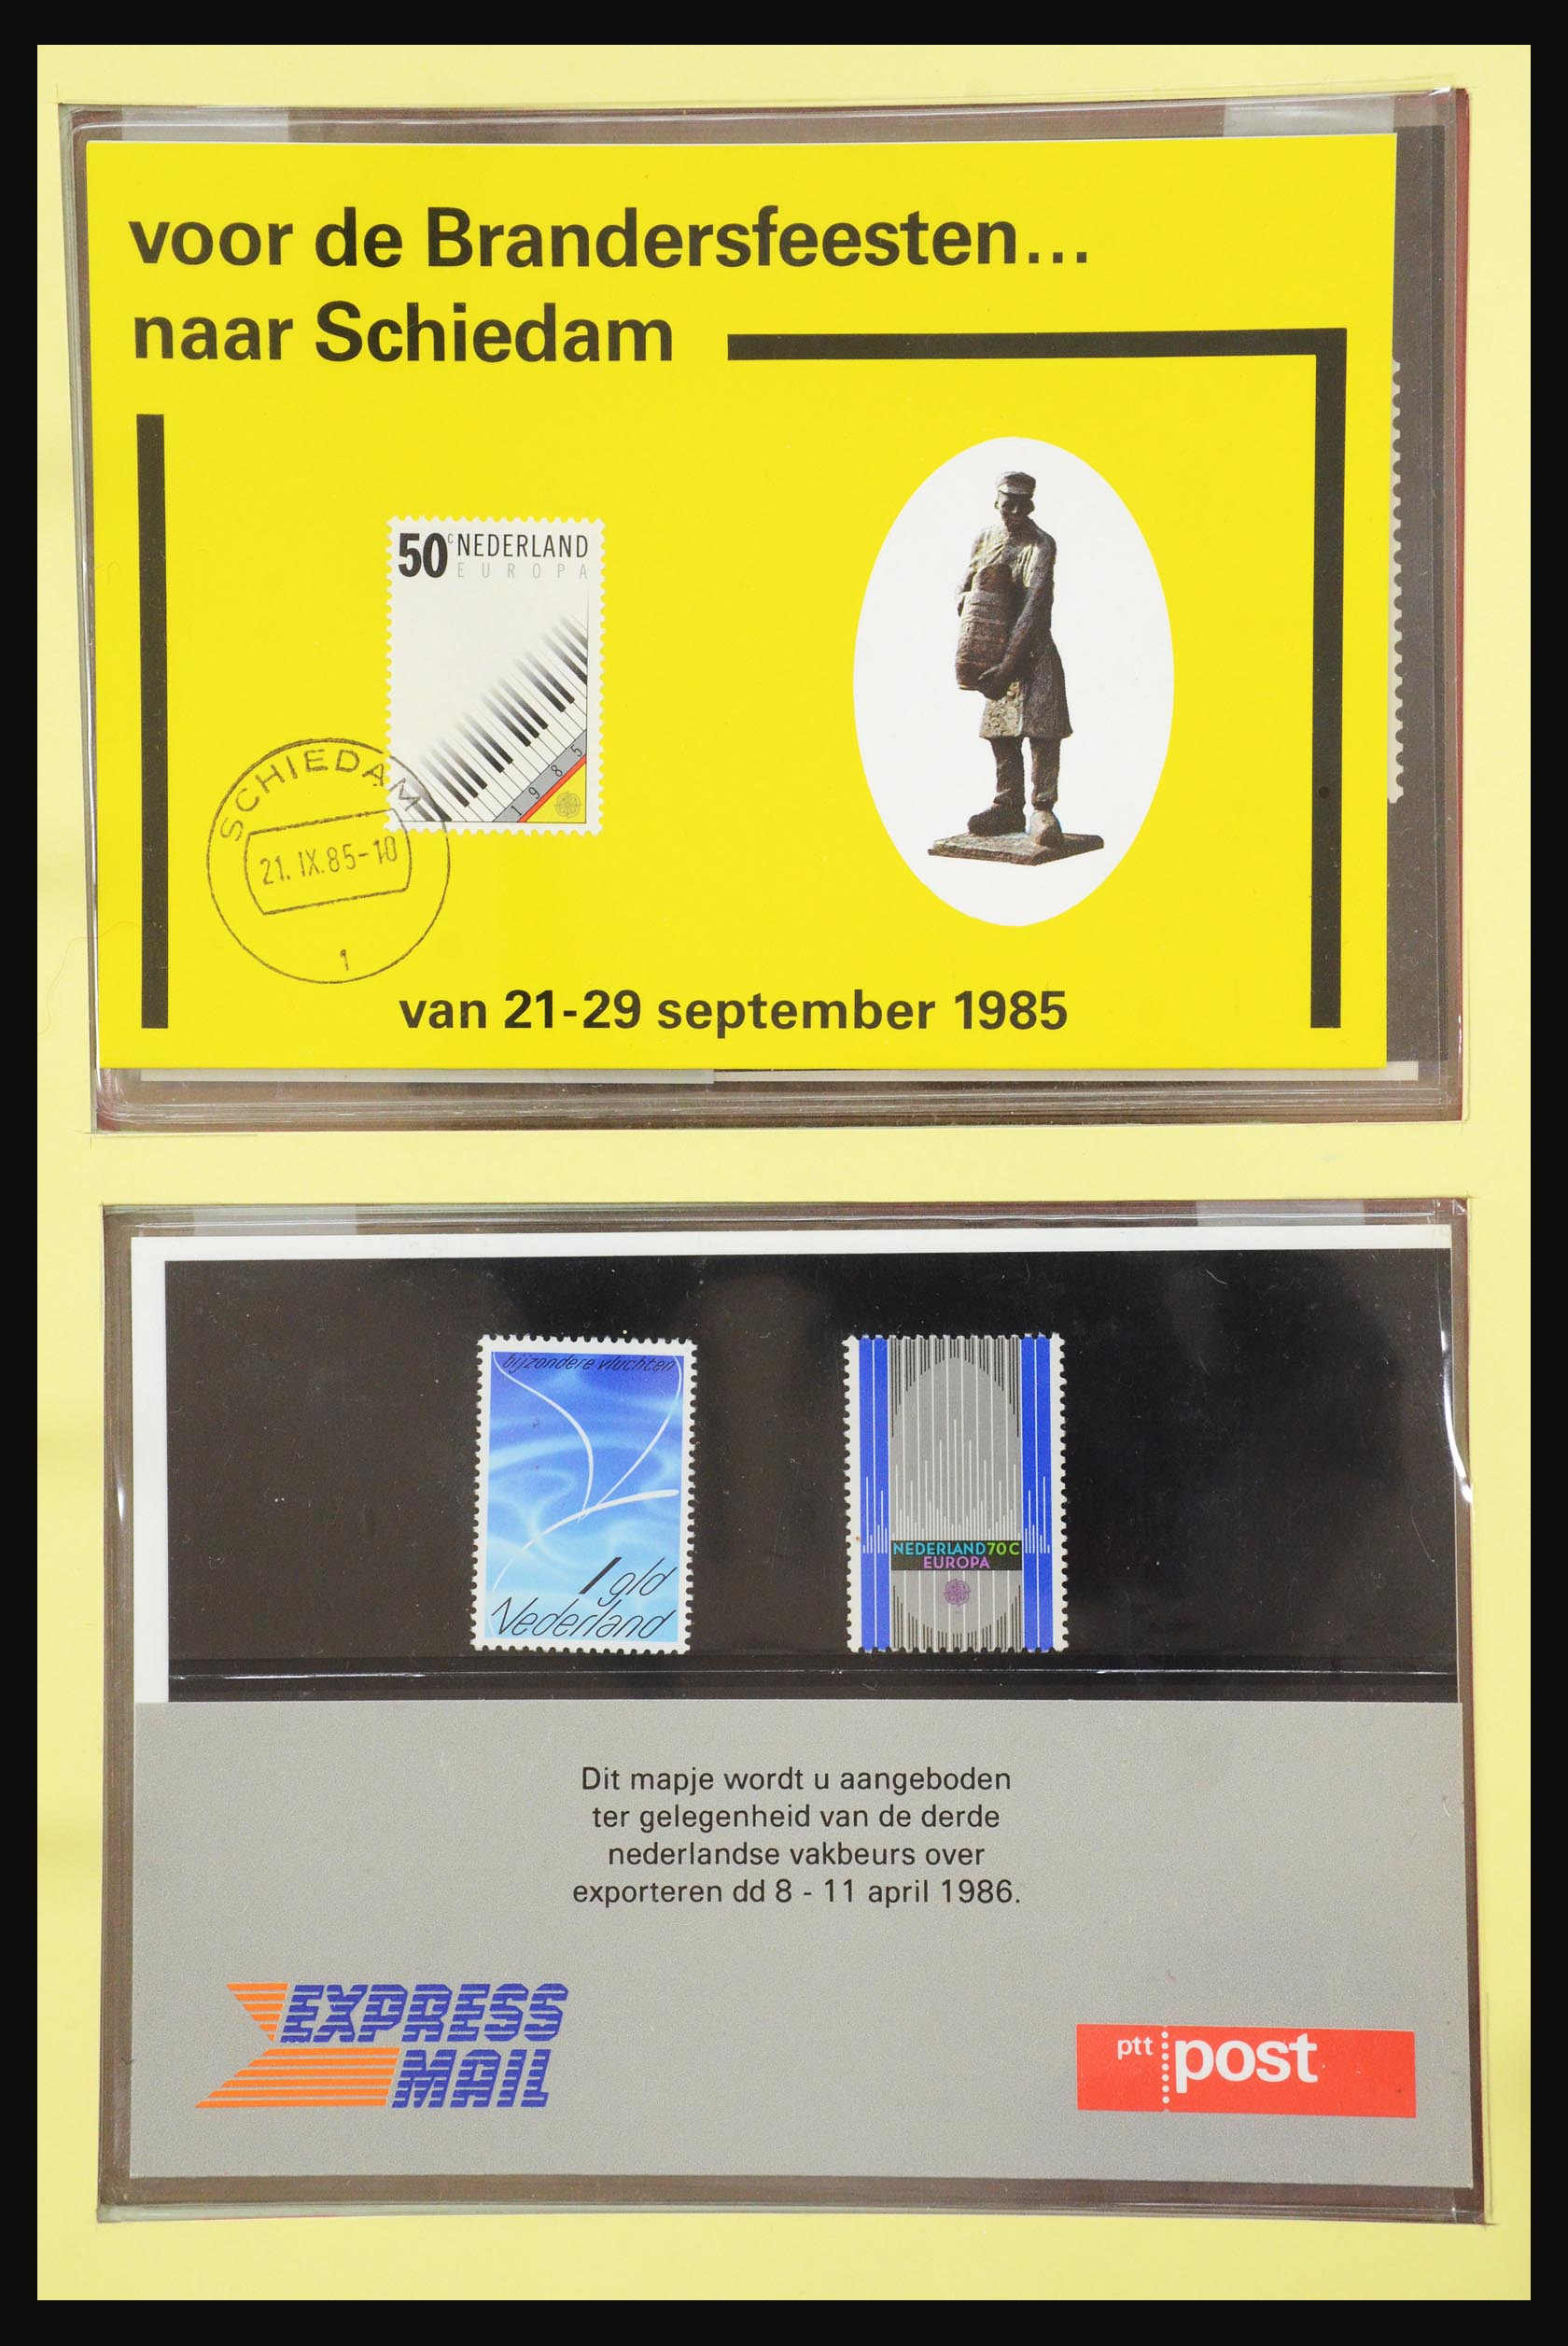 voor de Brandersfeesten...
naar Schiedam
50c NEDERLAND
EUROPA
1985
SCHIEDAM
21. IX.85-10
1
van 21-29 september 1985
bijzondere vluchten
1 gld
Nederland
NEDERLAND 70 C
EUROPA
Dit mapje wordt u aangeboden
ter gelegenheid van de derde
nederlandse vakbeurs over
exporteren dd 8 - 11 april 1986.
EXPRESS
MAIL
ptt post